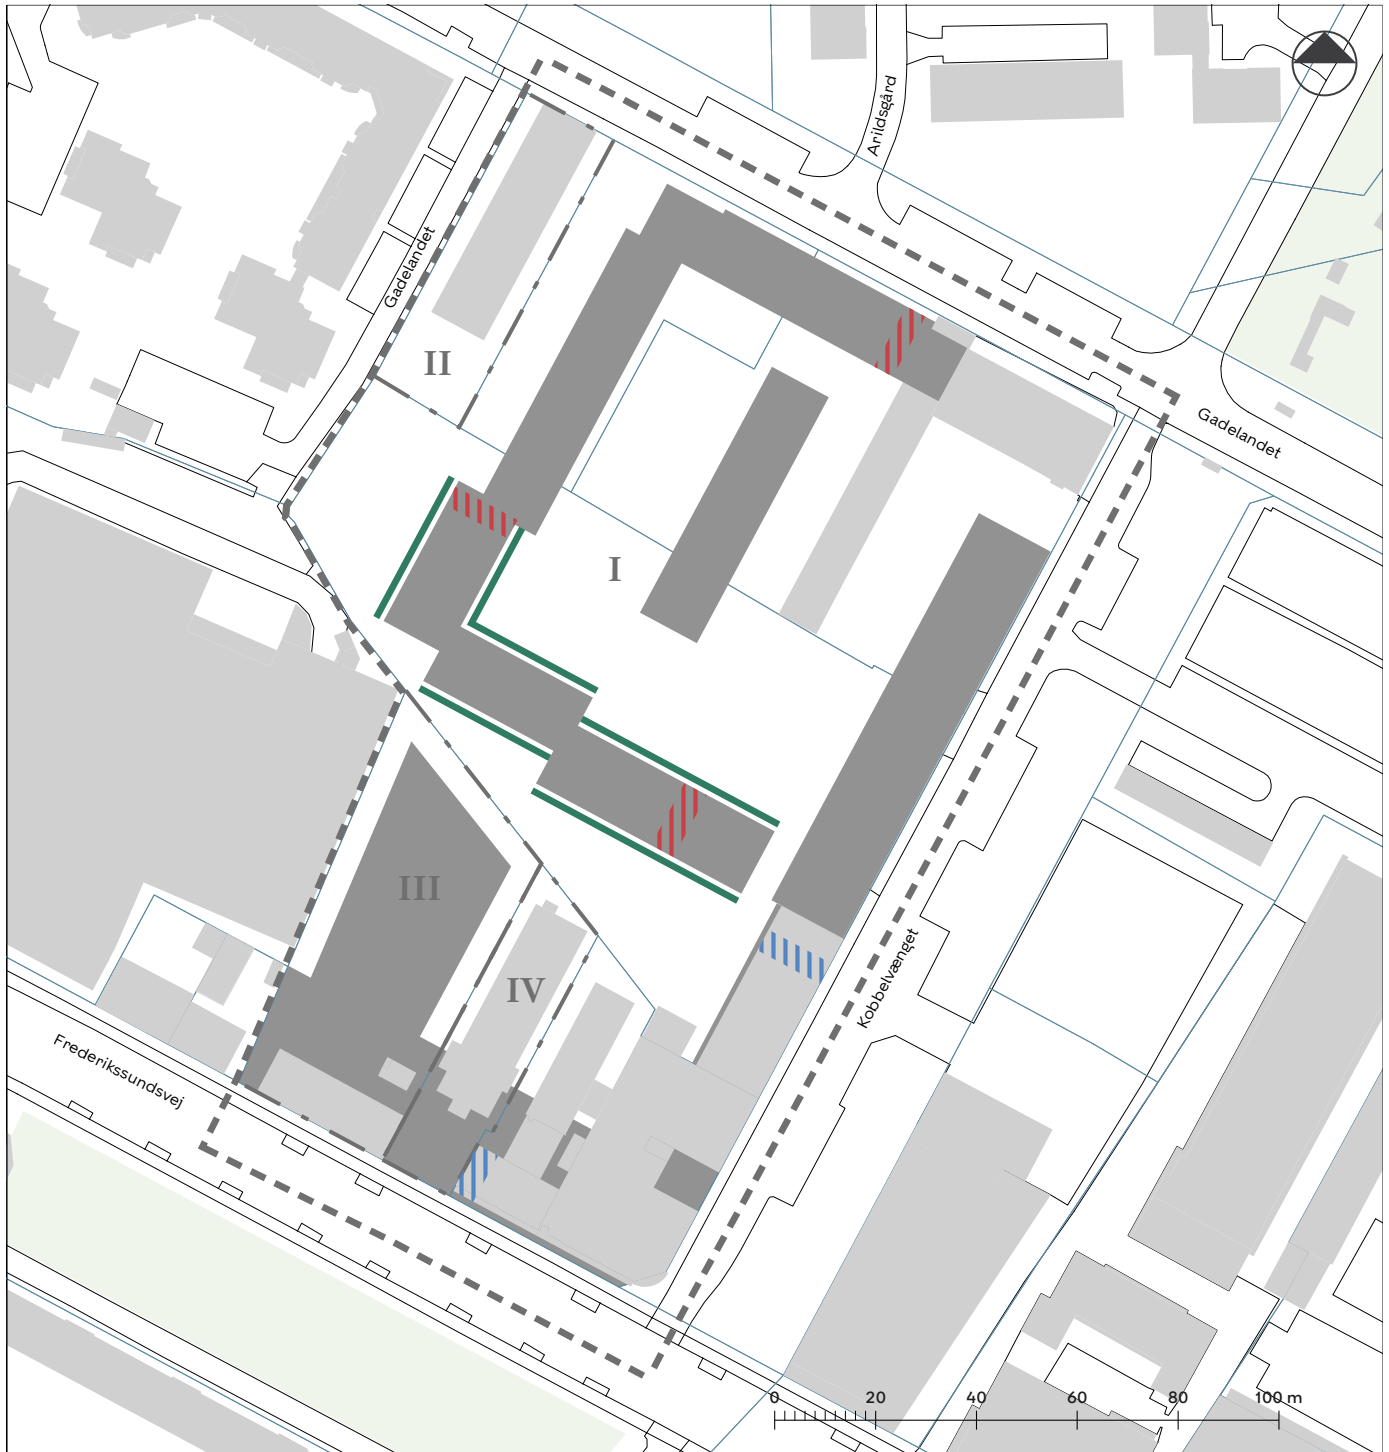 Arildsgård
Gadelandet
II
Gadelandet
I
III
IV
Kobbelvænget
Frederikssundsvej
0 20 40 60 80 100 m